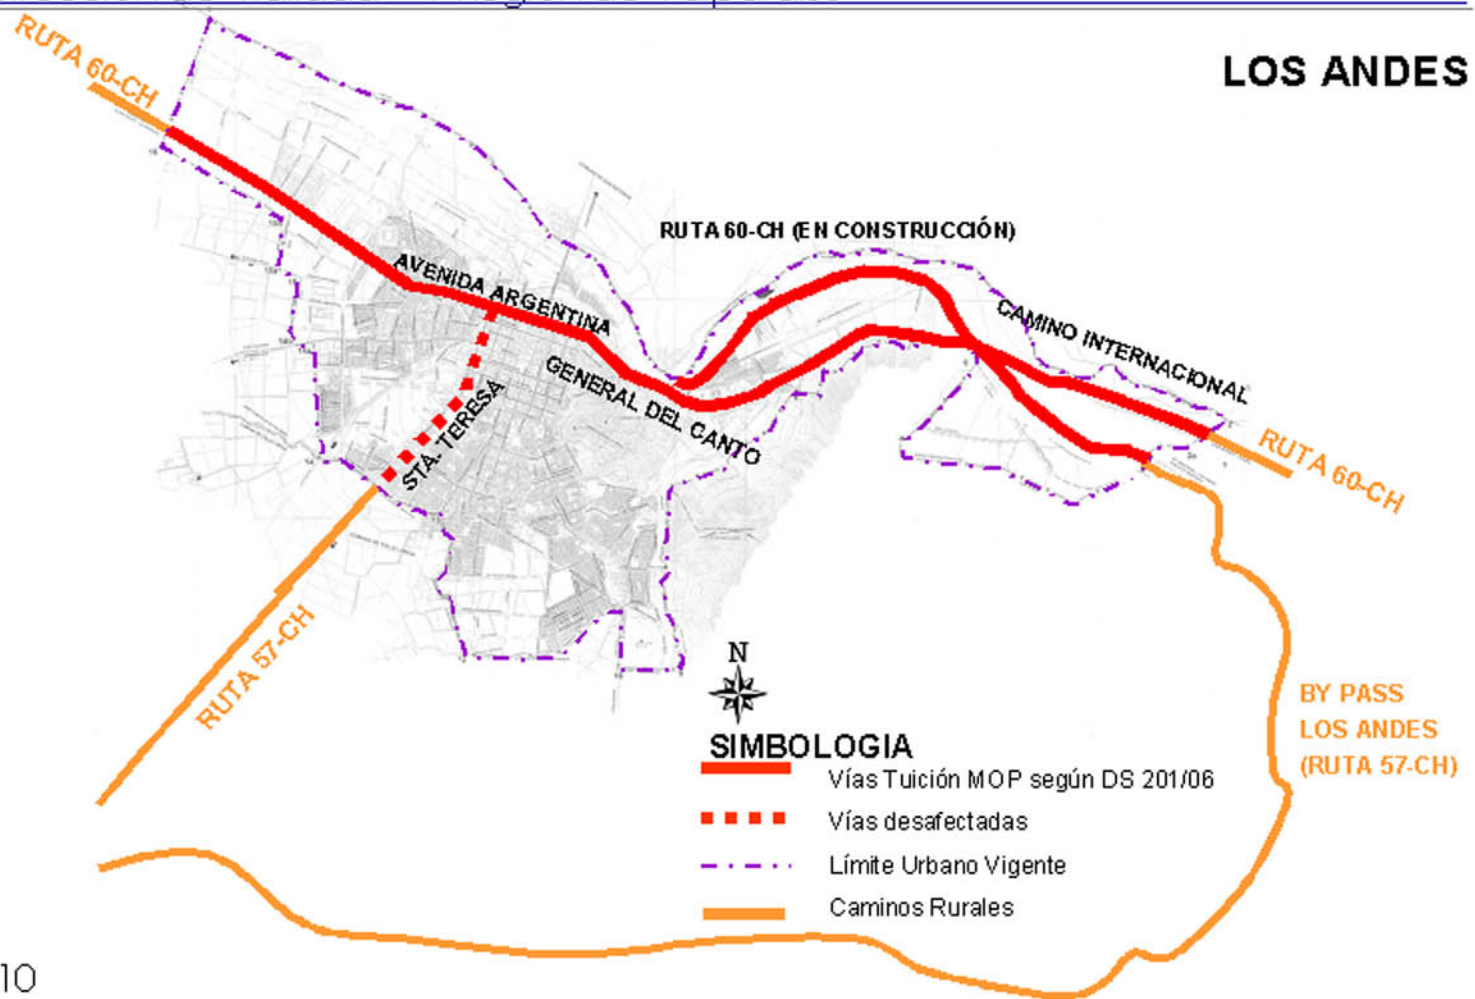 LOS ANDES
RUTA 60-CH
RUTA 60-CH (EN CONSTRUCCIÓN)
AVENIDA ARGENTINA
CAMINO INTERNACIONAL
GENERAL DEL CANTO
STA. TERESA
RUTA 60-CH
RUTA 57-CH
N
BY PASS
LOS ANDES
(RUTA 57-CH)
SIMBOLOGIA
Vías Tuición MOP según DS 201/06
Vías desafectadas
Límite Urbano Vigente
Caminos Rurales
10